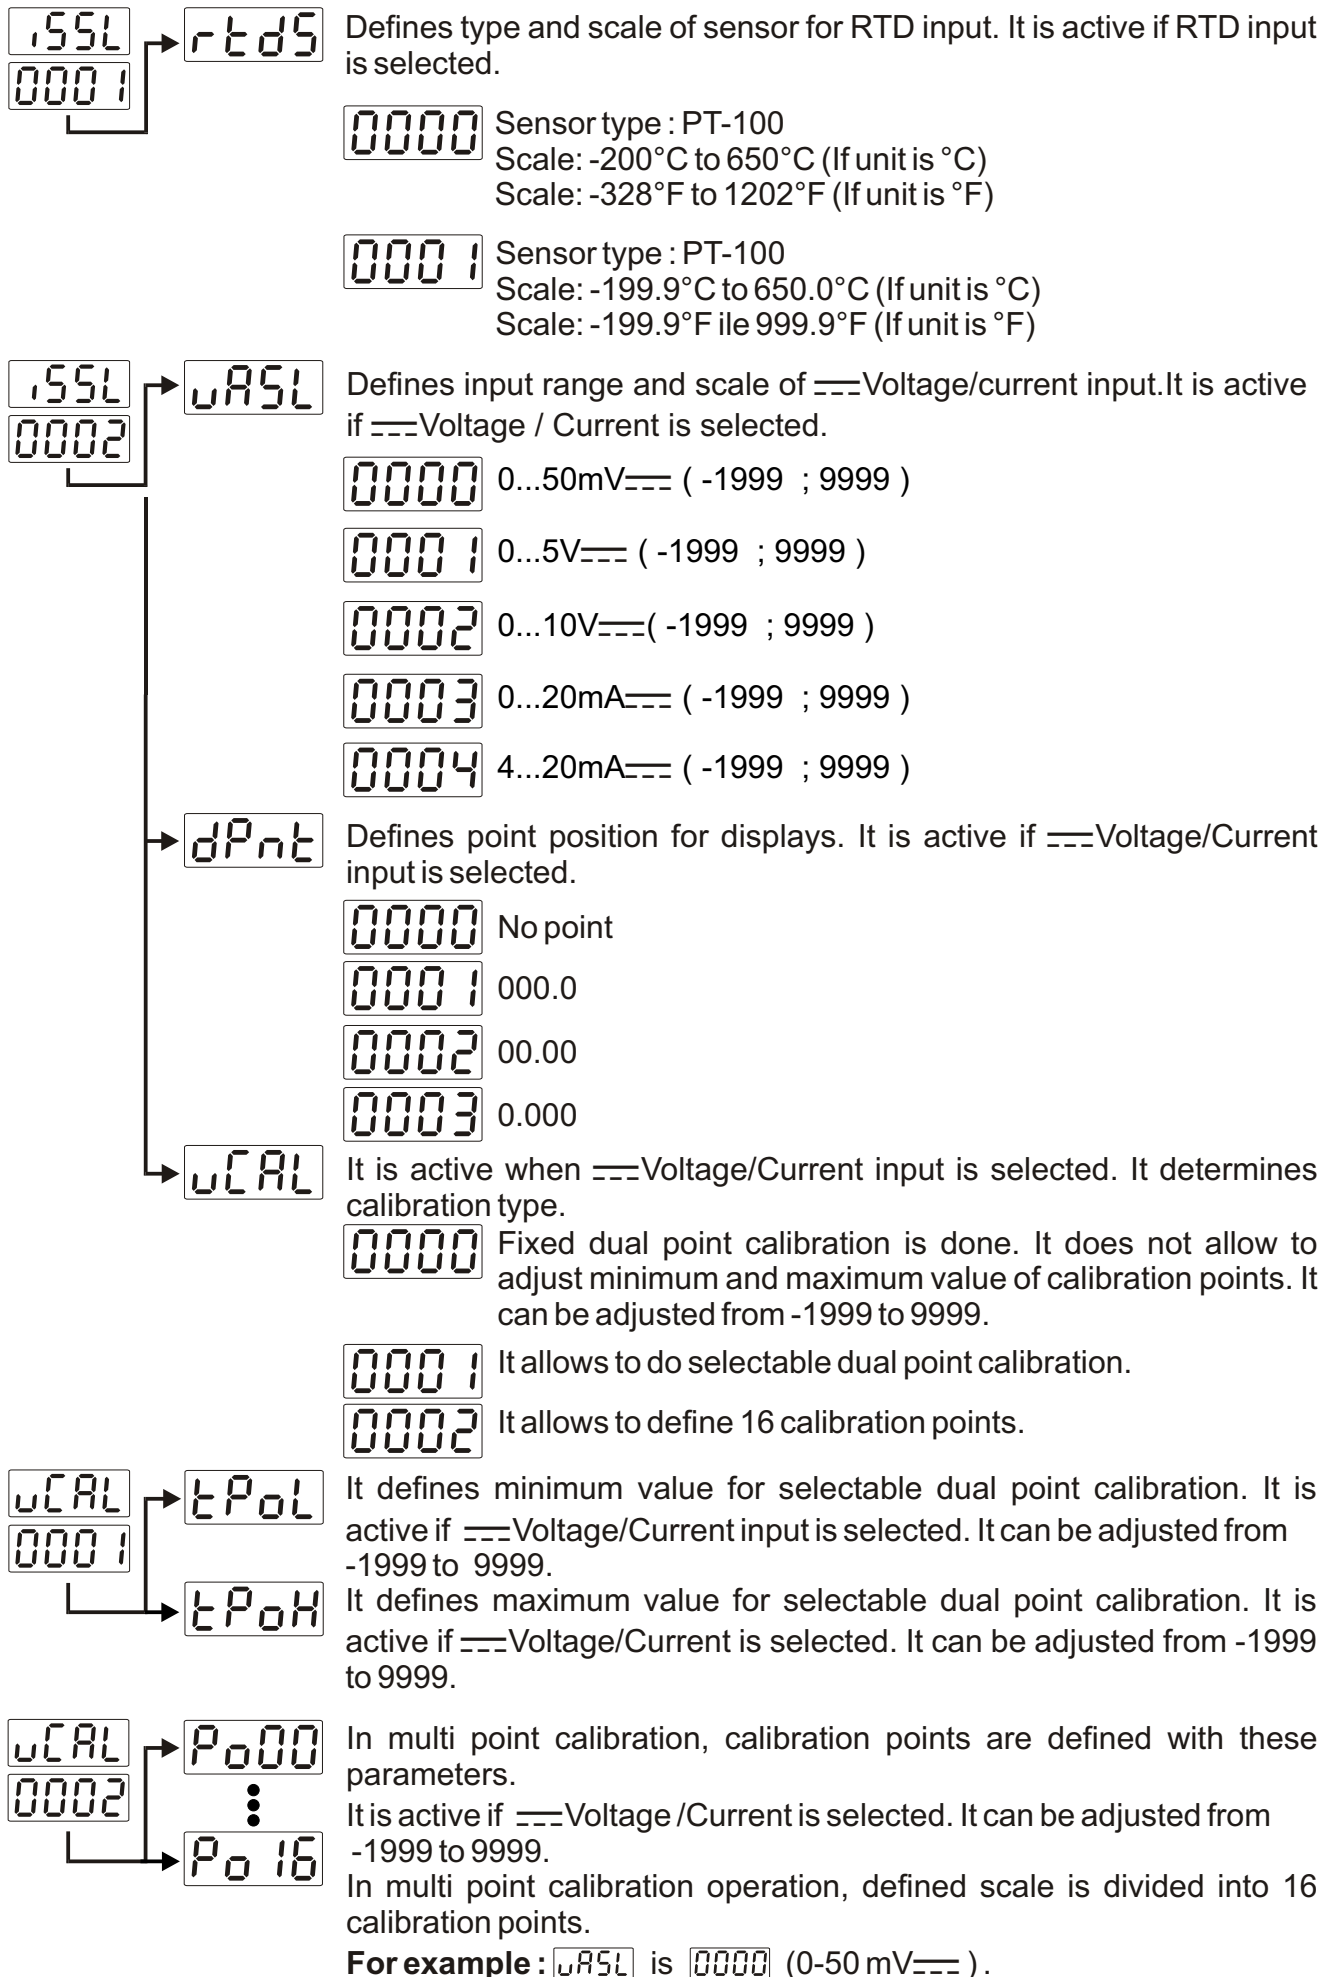 iSSL rtdS Defines type and scale of sensor for RTD input. It is active if RTD input
0001 is selected.
0000 Sensor type : PT-100
Scale: -200°C to 650°C (If unit is °C)
Scale: -328°F to 1202°F (If unit is °F)
0001 Sensor type : PT-100
Scale: -199.9°C to 650.0°C (If unit is °C)
Scale: -199.9°F ile 999.9°F (If unit is °F)
iSSL uASL Defines input range and scale of ⎓Voltage/current input.It is active
0002 if ⎓Voltage / Current is selected.
0000 0...50mV⎓ ( -1999 ; 9999 )
0001 0...5V⎓ ( -1999 ; 9999 )
0002 0...10V⎓( -1999 ; 9999 )
0003 0...20mA⎓ ( -1999 ; 9999 )
0004 4...20mA⎓ ( -1999 ; 9999 )
dPnt Defines point position for displays. It is active if ⎓Voltage/Current
input is selected.
0000 No point
0001 000.0
0002 00.00
0003 0.000
uCAL It is active when ⎓Voltage/Current input is selected. It determines
calibration type.
0000 Fixed dual point calibration is done. It does not allow to
adjust minimum and maximum value of calibration points. It
can be adjusted from -1999 to 9999.
0001 It allows to do selectable dual point calibration.
0002 It allows to define 16 calibration points.
uCAL tPoL It defines minimum value for selectable dual point calibration. It is
0001 active if ⎓Voltage/Current input is selected. It can be adjusted from
-1999 to 9999.
tPoH It defines maximum value for selectable dual point calibration. It is
active if ⎓Voltage/Current is selected. It can be adjusted from -1999
to 9999.
uCAL Po00 In multi point calibration, calibration points are defined with these
0002 parameters.
It is active if ⎓Voltage /Current is selected. It can be adjusted from
Po16 -1999 to 9999.
In multi point calibration operation, defined scale is divided into 16
calibration points.
For example : uASL is 0000 (0-50 mV⎓ ) .